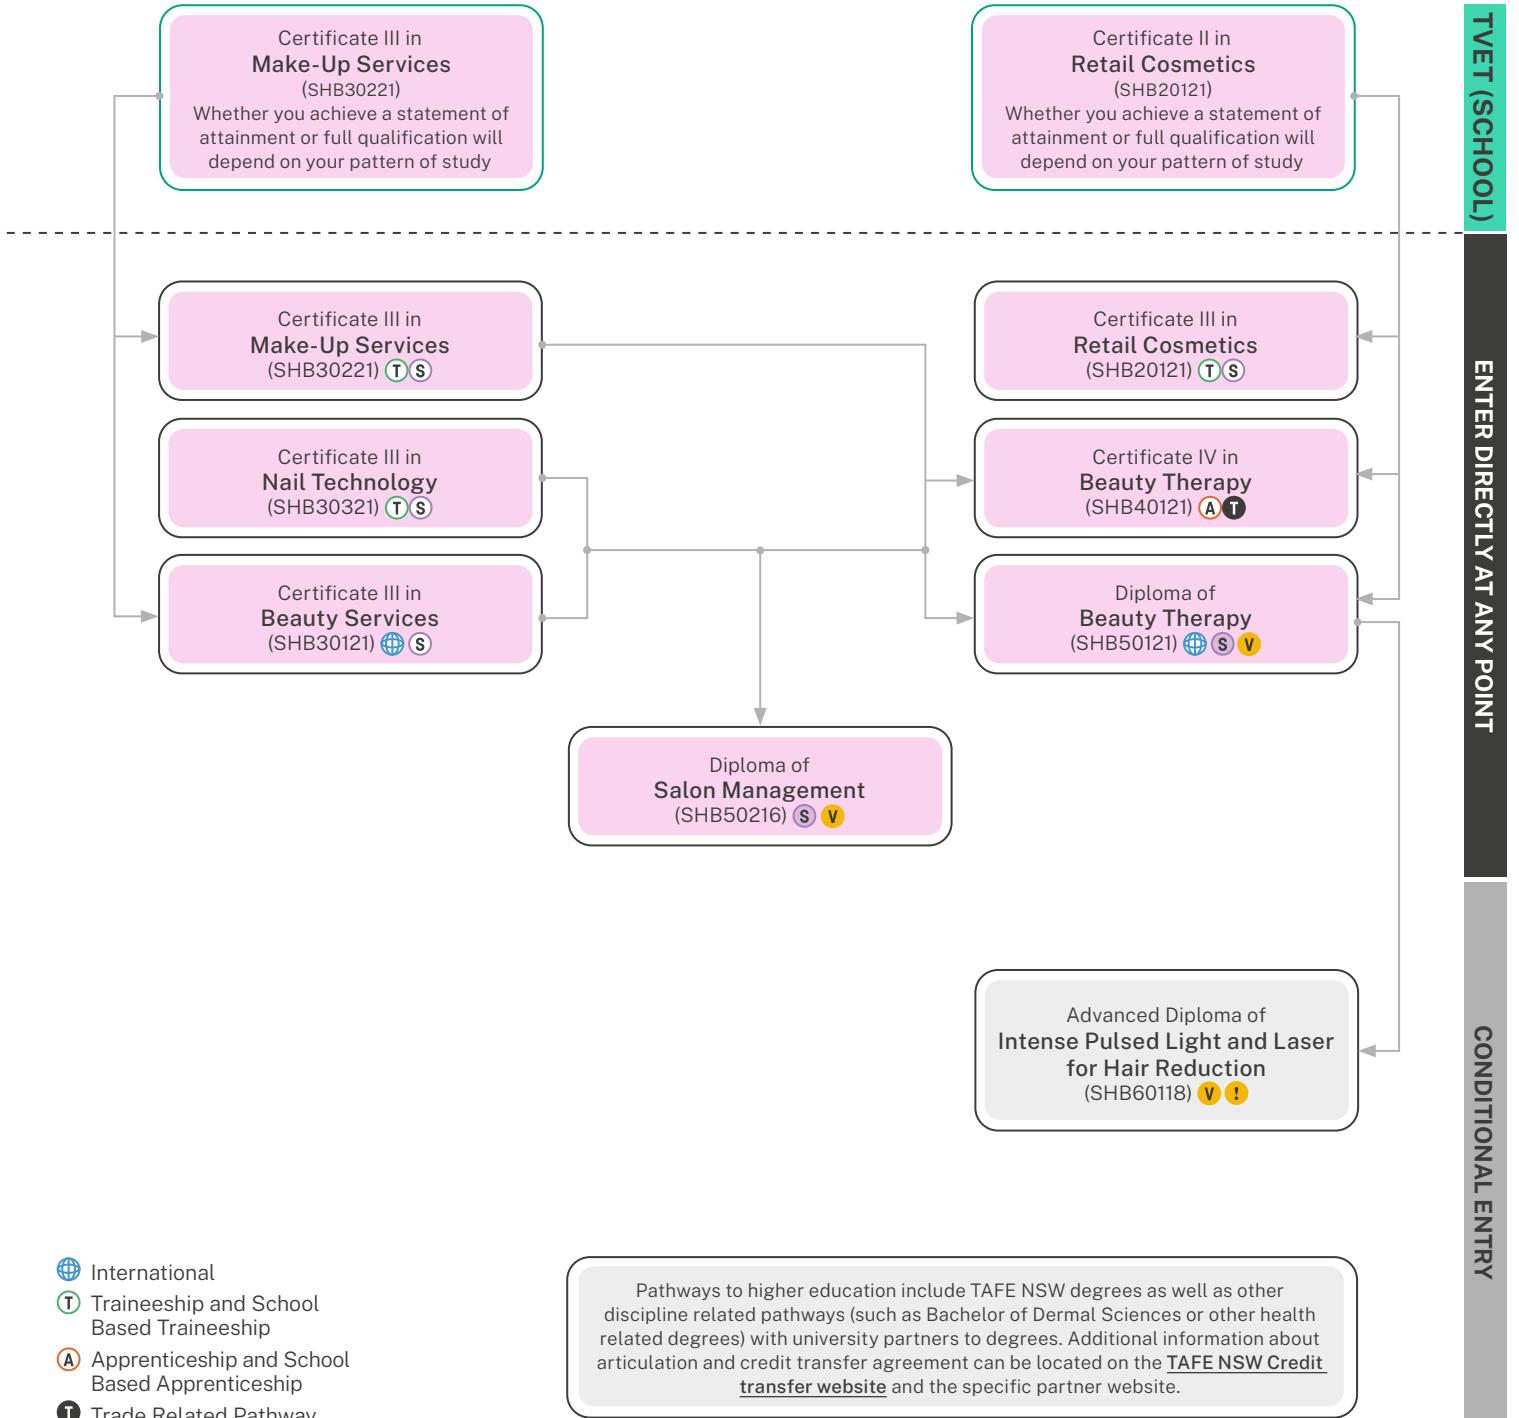 Certificate III in
Make-Up Services
(SHB30221)
Whether you achieve a statement of
attainment or full qualification will
depend on your pattern of study
Certificate II in
Retail Cosmetics
(SHB20121)
Whether you achieve a statement of
attainment or full qualification will
depend on your pattern of study
TVET (SCHOOL)
Certificate III in
Make-Up Services
(SHB30221) T S
Certificate III in
Retail Cosmetics
(SHB20121) T S
Certificate III in
Nail Technology
(SHB30321) T S
Certificate IV in
Beauty Therapy
(SHB40121) A T
Certificate III in
Beauty Services
(SHB30121) S
Diploma of
Beauty Therapy
(SHB50121) S V
ENTER DIRECTLY AT ANY POINT
Diploma of
Salon Management
(SHB50216) S V
Advanced Diploma of
Intense Pulsed Light and Laser
for Hair Reduction
(SHB60118) V !
CONDITIONAL ENTRY
International
T Traineeship and School
Based Traineeship
A Apprenticeship and School
Based Apprenticeship
T Trade Related Pathway
Pathways to higher education include TAFE NSW degrees as well as other
discipline related pathways (such as Bachelor of Dermal Sciences or other health
related degrees) with university partners to degrees. Additional information about
articulation and credit transfer agreement can be located on the TAFE NSW Credit
transfer website and the specific partner website.